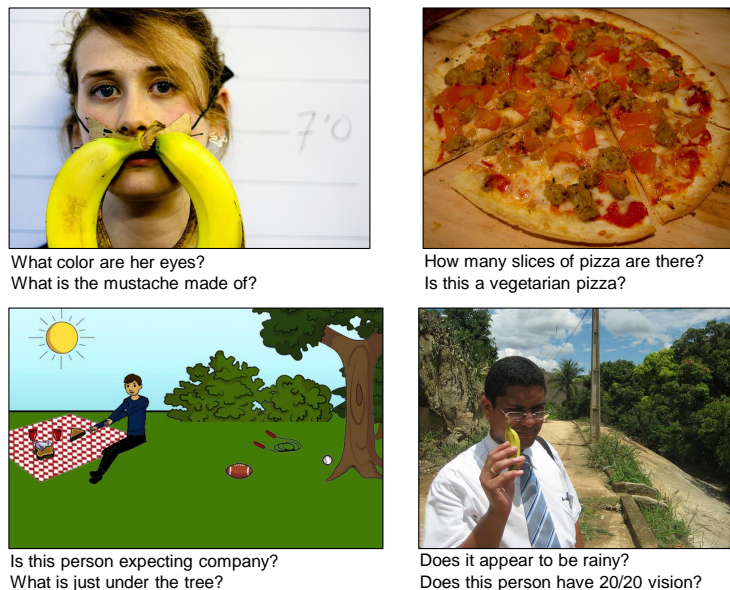 7'0
What color are her eyes?
What is the mustache made of?
How many slices of pizza are there?
Is this a vegetarian pizza?
Is this person expecting company?
What is just under the tree?
Does it appear to be rainy?
Does this person have 20/20 vision?